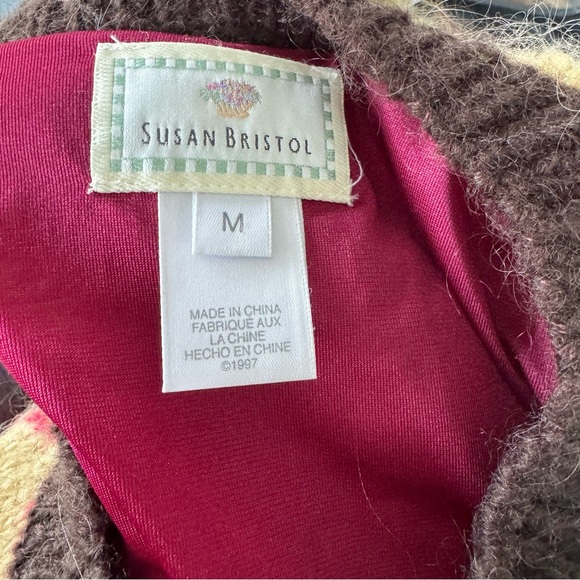 SUSAN BRISTOL
M
MADE IN CHINA
FABRIQUÉ AUX
LA CHINE
HECHO EN CHINE
©1997